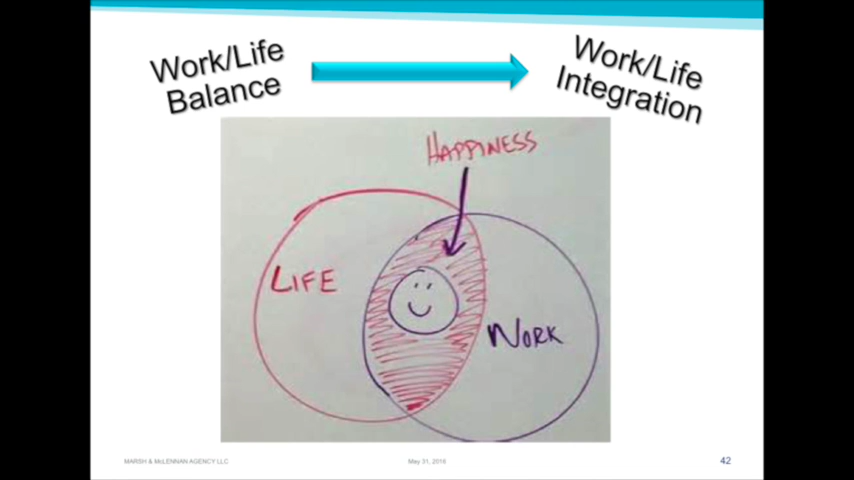 Work/Life
Balance
Work/Life
Integration
HAPPINESS
LIFE
WORK
MARSH & McLENNAN AGENCY LLC
May 31, 2016
42